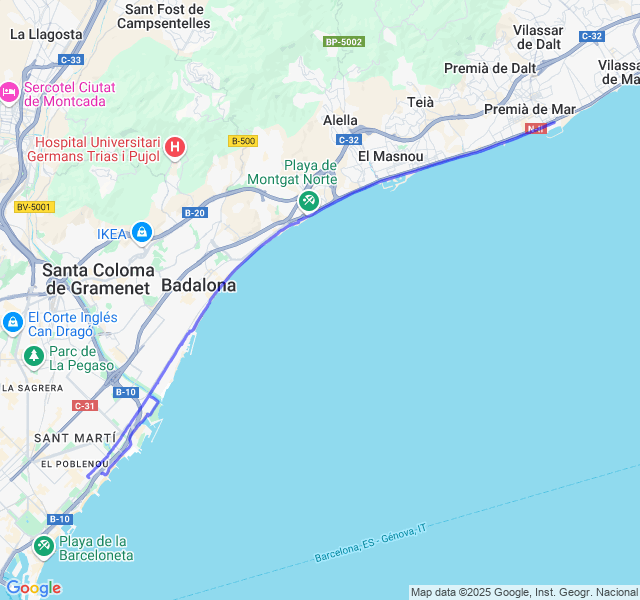 Sant Fost de
Campsentelles
La Llagosta
C-33
BP-5002
Vilassar
de Dalt
C-32
Premià de Dalt
Vilassar
de Ma
Sercotel Ciutat
de Montcada
Teià
Premià de Mar
Alella
N-II
Hospital Universitari
Germans Trias i Pujol
H
B-500
C-32
El Masnou
Playa de
Montgat Norte
BV-5001
B-20
IKEA
Santa Coloma
de Gramenet
Badalona
El Corte Inglés
Can Dragó
Parc de
La Pegaso
LA SAGRERA
B-10
C-31
SANT MARTÍ
EL POBLENOU
B-10
Playa de la
Barceloneta
Barcelona, ES - Génova, IT
Google
Map data ©2025 Google, Inst. Geogr. Nacional